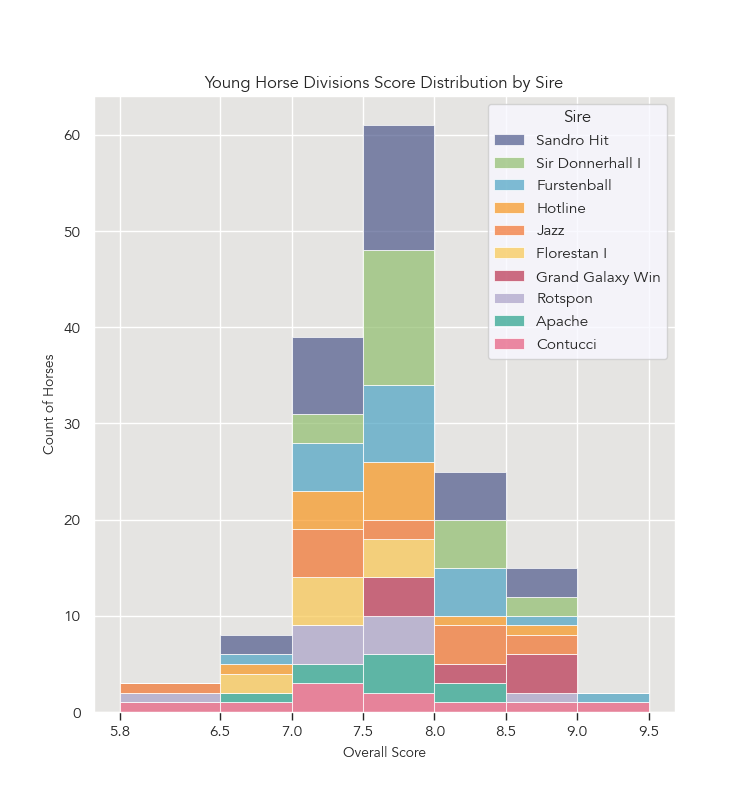 Young Horse Divisions Score Distribution by Sire
Sire
Sandro Hit
Sir Donnerhall I
Furstenball
Hotline
Jazz
Florestan I
Grand Galaxy Win
Rotspon
Apache
Contucci
Count of Horses
60
50
40
30
20
10
0
5.8 6.5 7.0 7.5 8.0 8.5 9.0 9.5
Overall Score